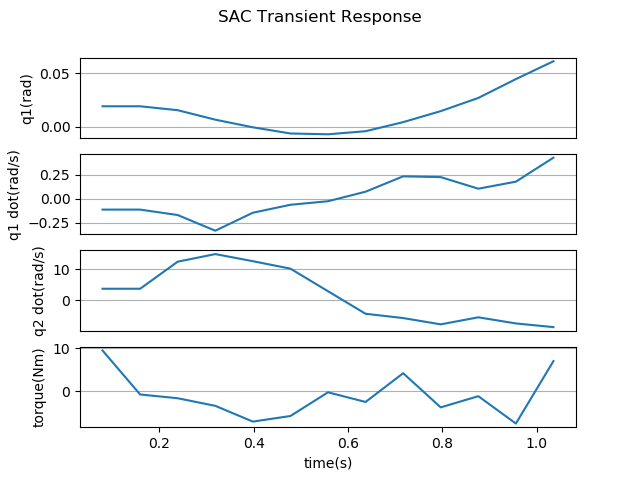 SAC Transient Response
q1(rad)
0.05
0.00
q1 dot(rad/s)
0.25
0.00
−0.25
q2 dot(rad/s)
10
0
torque(Nm)
10
0
0.2 0.4 0.6 0.8 1.0
time(s)